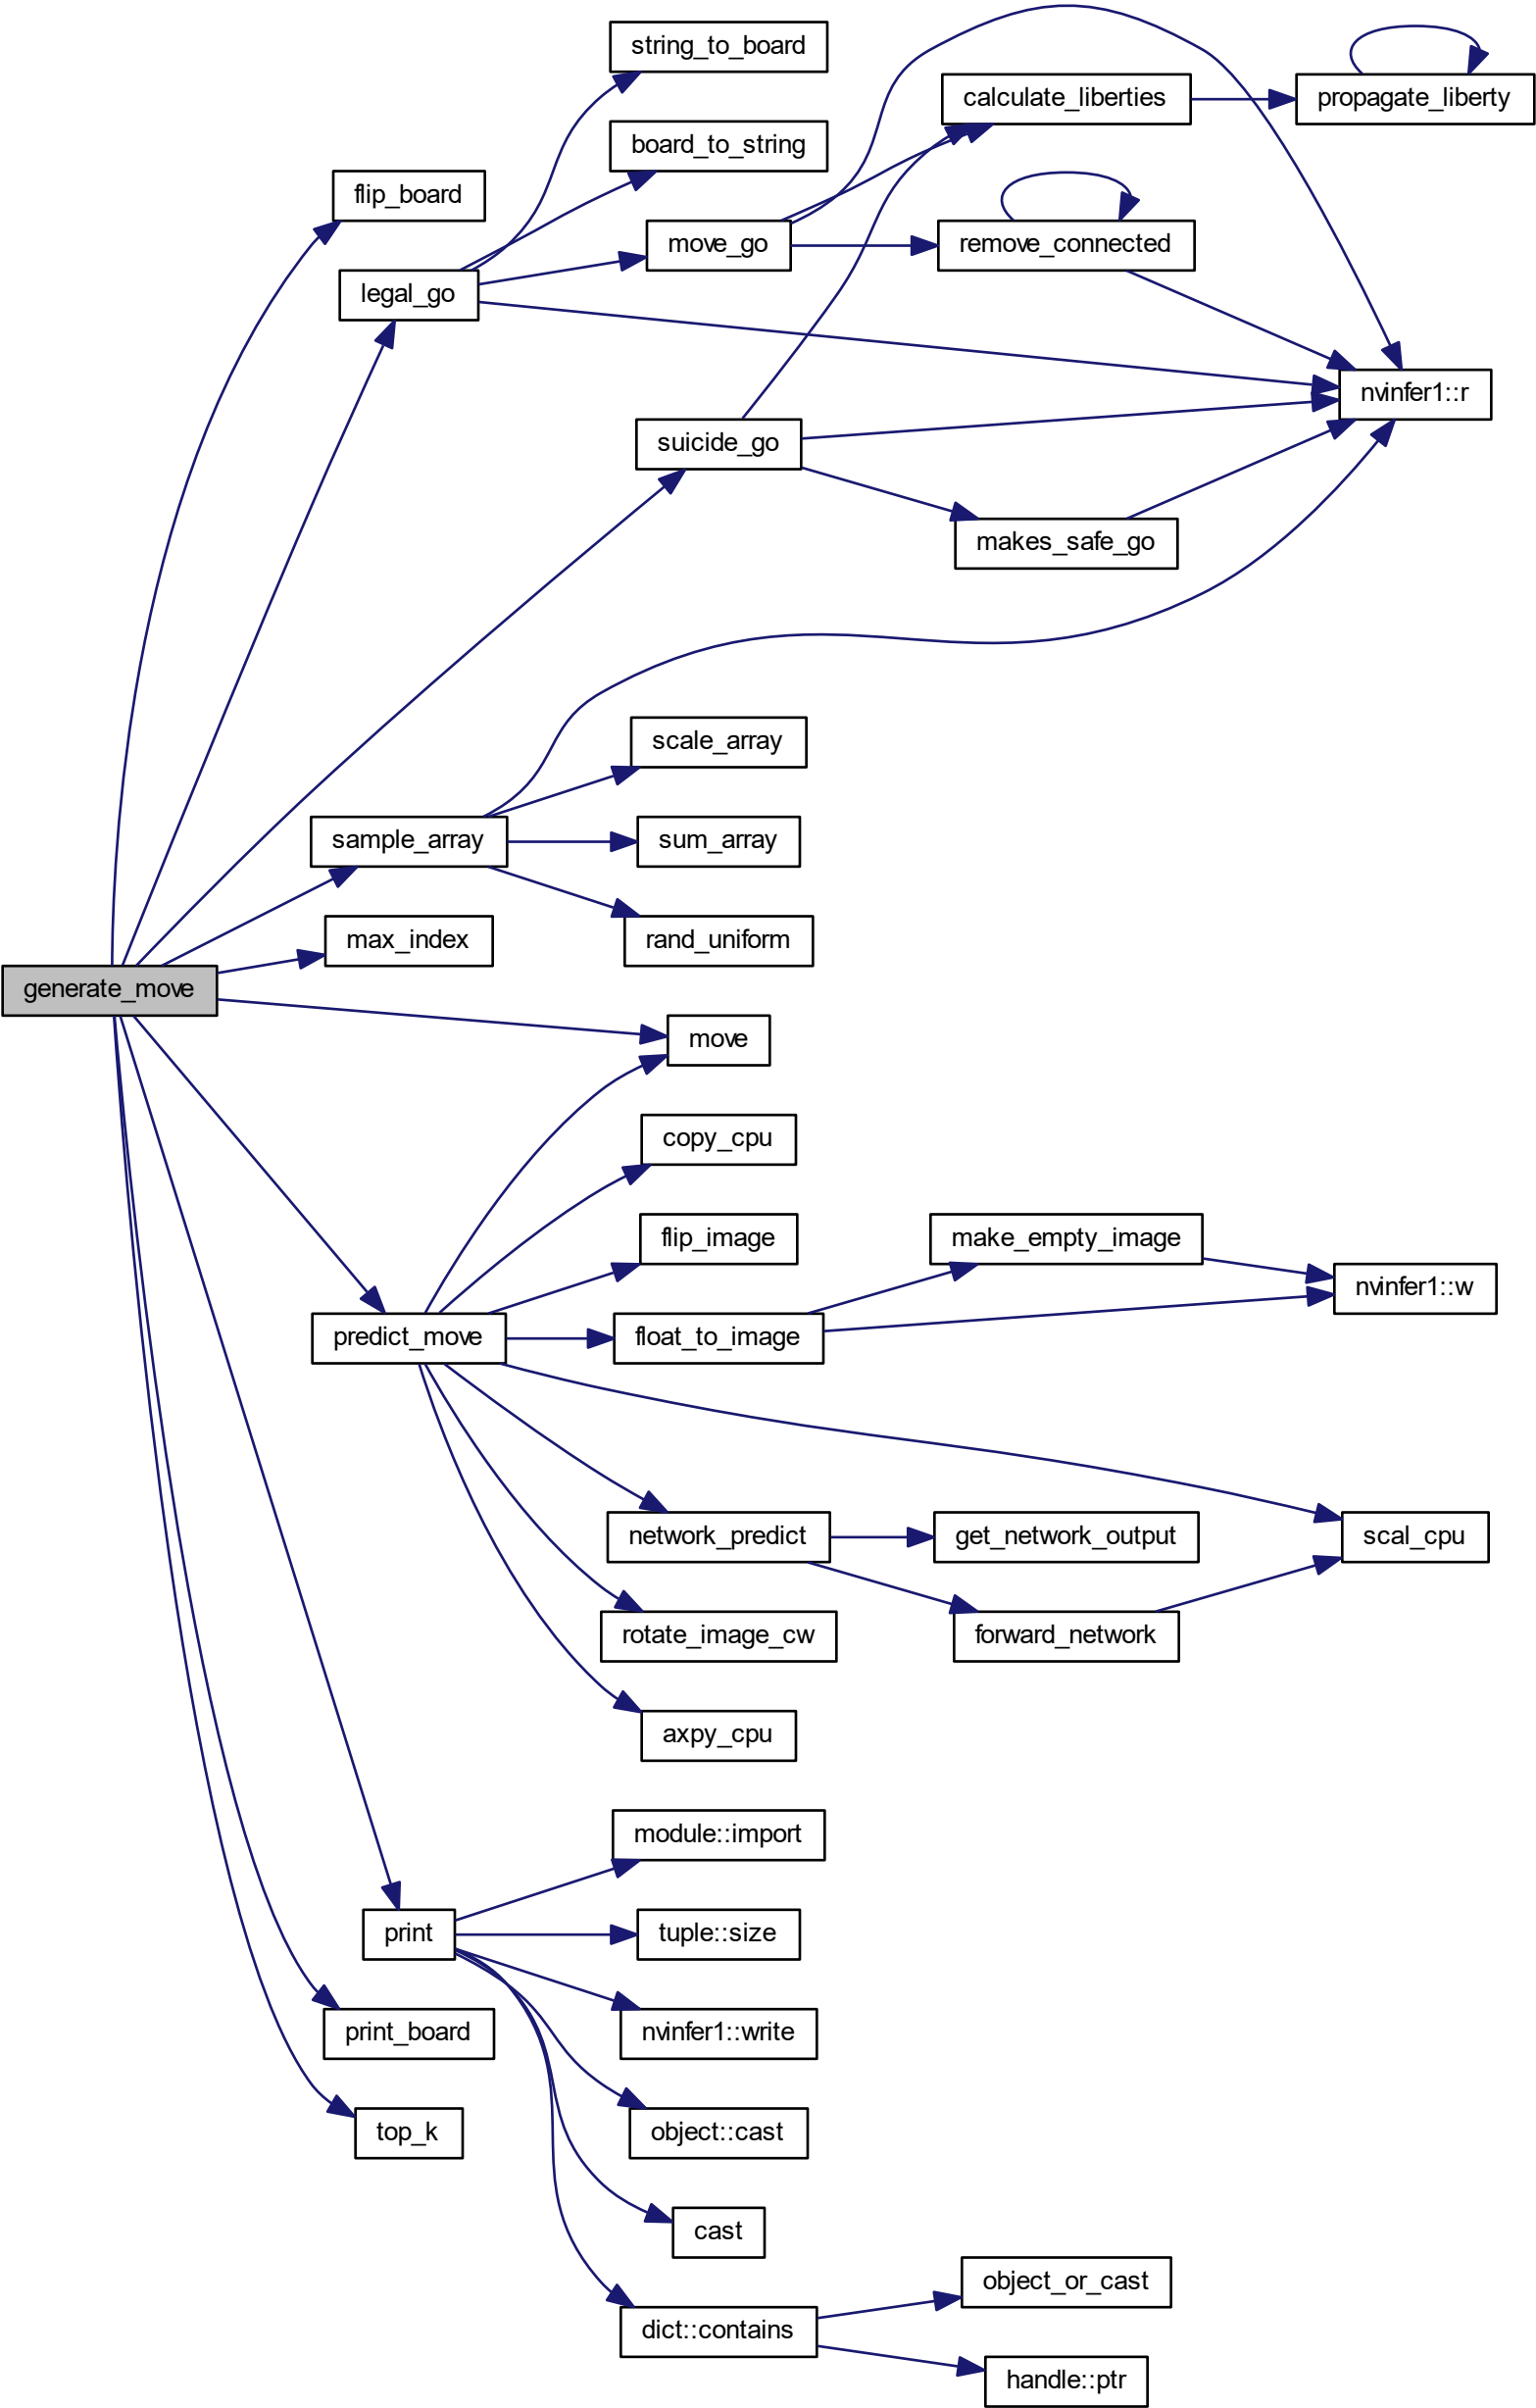 string_to_board
calculate_liberties
propagate_liberty
board_to_string
flip_board
move_go
remove_connected
legal_go
nvinfer1::r
suicide_go
makes_safe_go
scale_array
sample_array
sum_array
max_index
rand_uniform
generate_move
move
copy_cpu
flip_image
make_empty_image
nvinfer1::w
predict_move
float_to_image
network_predict
get_network_output
scal_cpu
rotate_image_cw
forward_network
axpy_cpu
module::import
print
tuple::size
print_board
nvinfer1::write
top_k
object::cast
cast
object_or_cast
dict::contains
handle::ptr